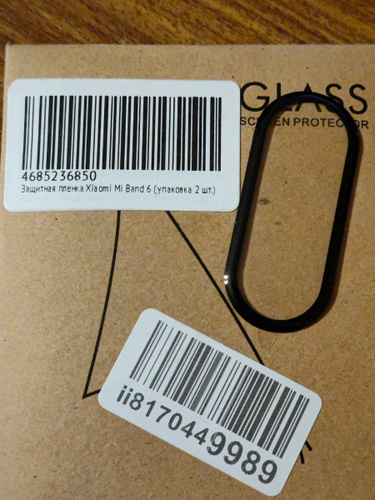 GLASS
SCREEN PROTECTOR
4685236850
Защитная пленка Xiaomi Mi Band 6 (упаковка 2 шт.)
ii8170449989